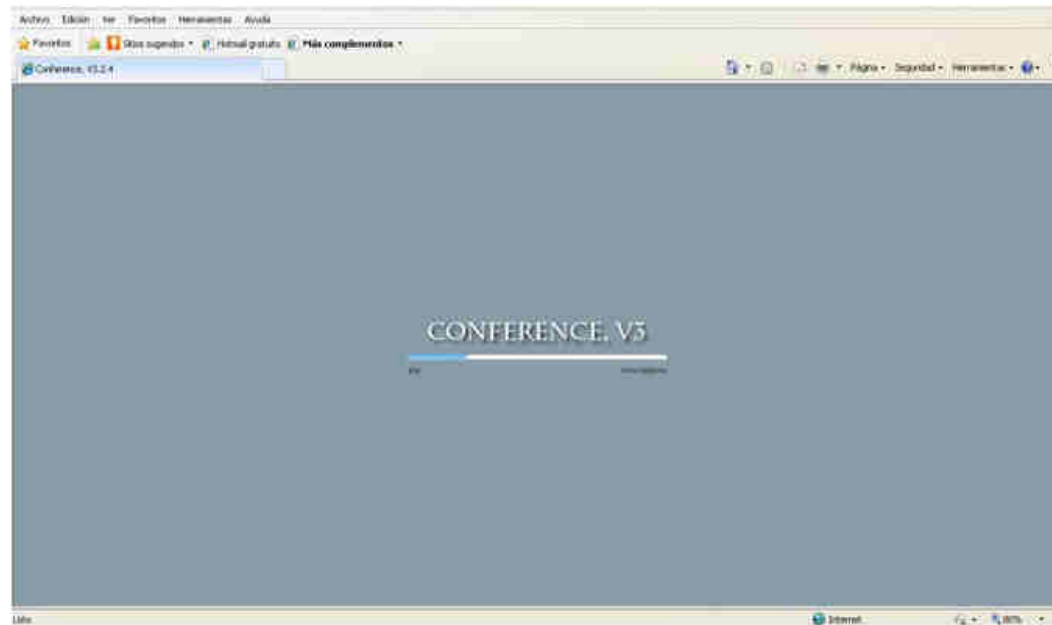 Archivo Edición Ver Favoritos Herramientas Ayuda
Favoritos Sitios sugeridos Hotmail gratuito Más complementos
Conference, V3.2.4
Página Seguridad Herramientas
CONFERENCE, V3
Listo
Internet
80%